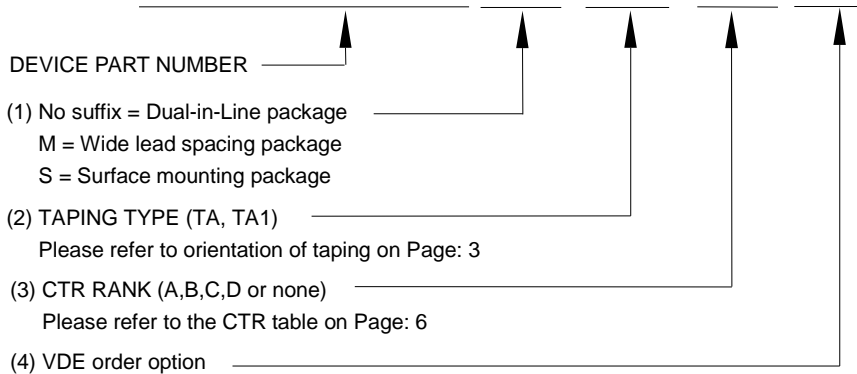 DEVICE PART NUMBER
(1) No suffix = Dual-in-Line package
M = Wide lead spacing package
S = Surface mounting package
(2) TAPING TYPE (TA, TA1)
Please refer to orientation of taping on Page: 3
(3) CTR RANK (A,B,C,D or none)
Please refer to the CTR table on Page: 6
(4) VDE order option